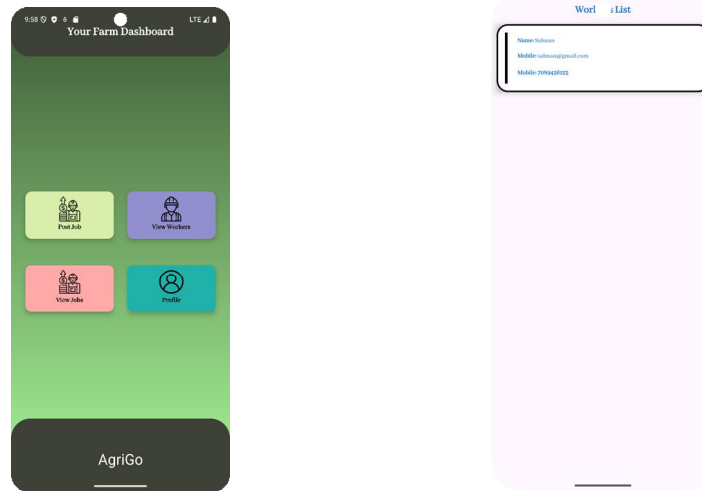 9:58 LTE
Your Farm Dashboard
Post Job
View Workers
View Jobs
Profile
AgriGo
Worl s List
Name: Salman
Mobile: salman@gmail.com
Mobile: 7089456123